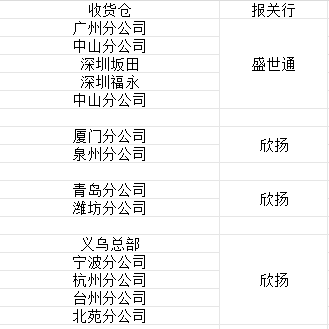 收货仓 报关行
广州分公司
中山分公司
深圳坂田 盛世通
深圳福永
中山分公司
厦门分公司 欣扬
泉州分公司
青岛分公司 欣扬
潍坊分公司
义乌总部
宁波分公司
杭州分公司 欣扬
台州分公司
北苑分公司